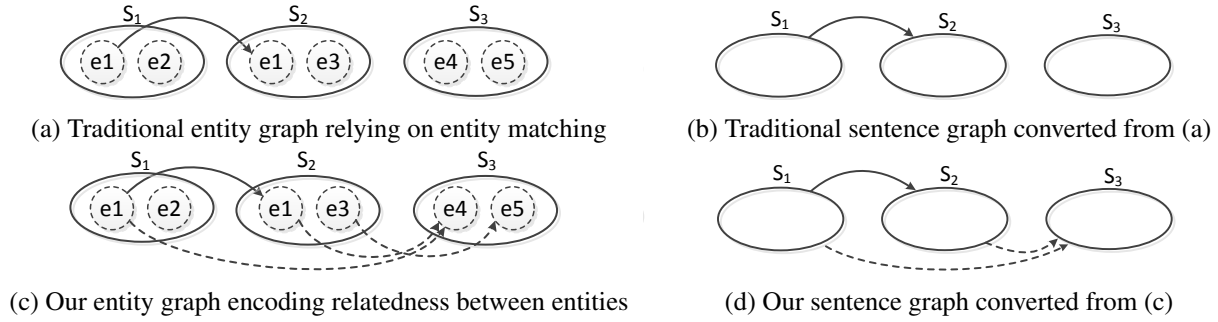 S₁ S₂ S₃
e1 e2 e1 e3 e4 e5
(a) Traditional entity graph relying on entity matching
S₁ S₂ S₃
(b) Traditional sentence graph converted from (a)
S₁ S₂ S₃
e1 e2 e1 e3 e4 e5
(c) Our entity graph encoding relatedness between entities
S₁ S₂ S₃
(d) Our sentence graph converted from (c)